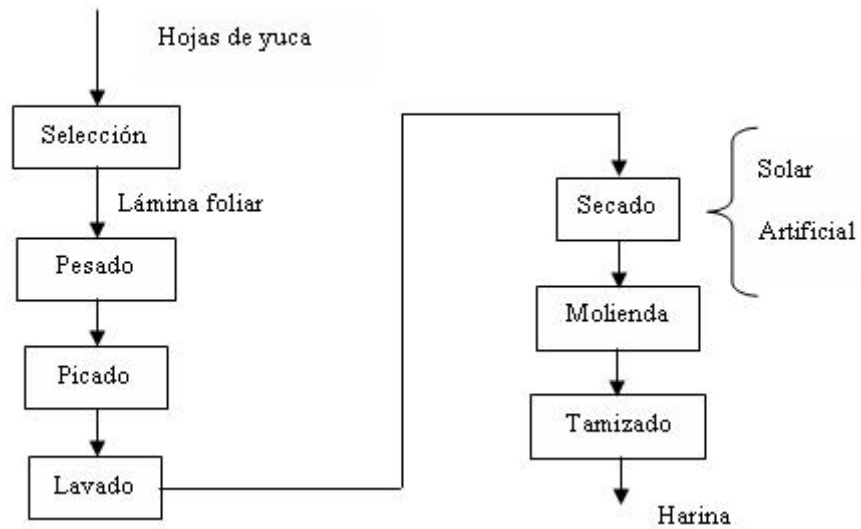 Hojas de yuca
Selección
Lámina foliar
Pesado
Picado
Lavado
Secado
Solar
Artificial
Molienda
Tamizado
Harina